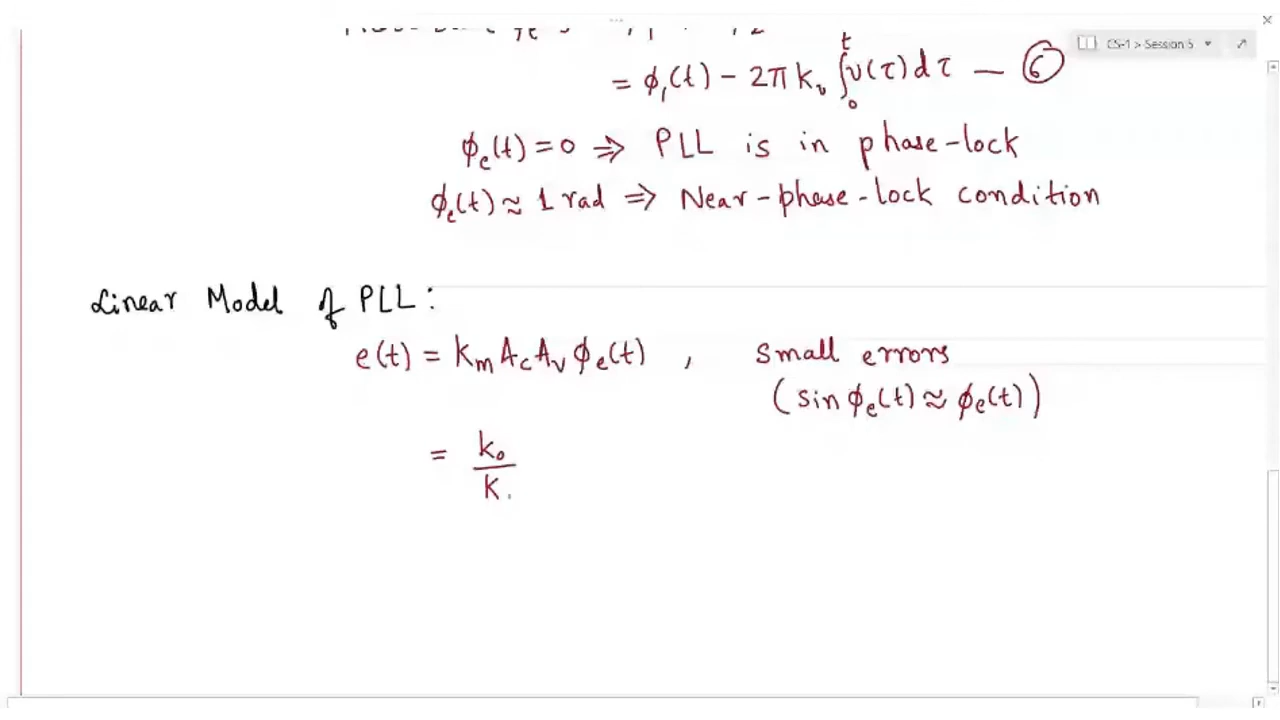 CS-1 > Session 5
= ϕ₁(t) − 2π kᵥ ∫₀ᵗ v(τ) dτ — ⑥
ϕₑ(t) = 0 ⇒ PLL is in phase-lock
ϕₑ(t) ≈ 1 rad ⇒ Near-phase-lock condition
Linear Model of PLL:
e(t) = kₘ A_c Aᵥ ϕₑ(t) , small errors
(sin ϕₑ(t) ≈ ϕₑ(t))
= k₀
K